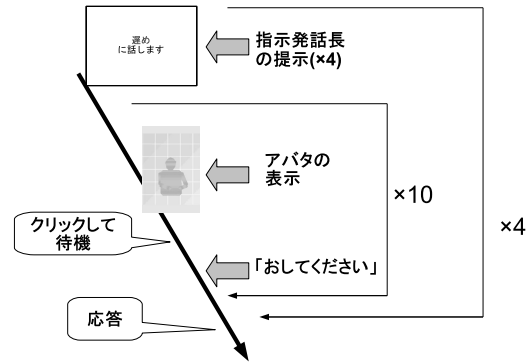 遅め
に話します
指示発話長
の提示(×4)
アバタの
表示
×10
×4
クリックして
待機
「おしてください」
応答